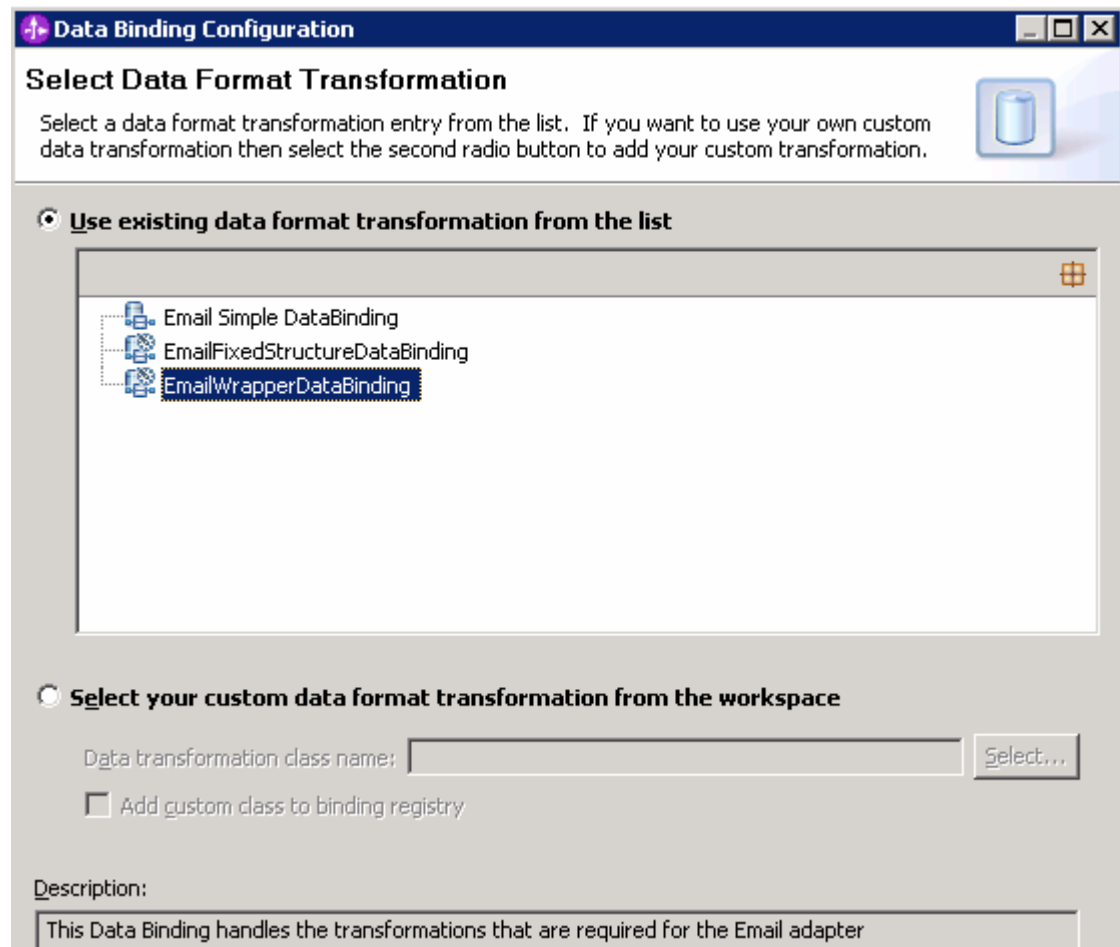 Data Binding Configuration
Select Data Format Transformation
Select a data format transformation entry from the list.  If you want to use your own custom
data transformation then select the second radio button to add your custom transformation.
Use existing data format transformation from the list
Email Simple DataBinding
EmailFixedStructureDataBinding
EmailWrapperDataBinding
Select your custom data format transformation from the workspace
Data transformation class name:
Select...
Add custom class to binding registry
Description:
This Data Binding handles the transformations that are required for the Email adapter